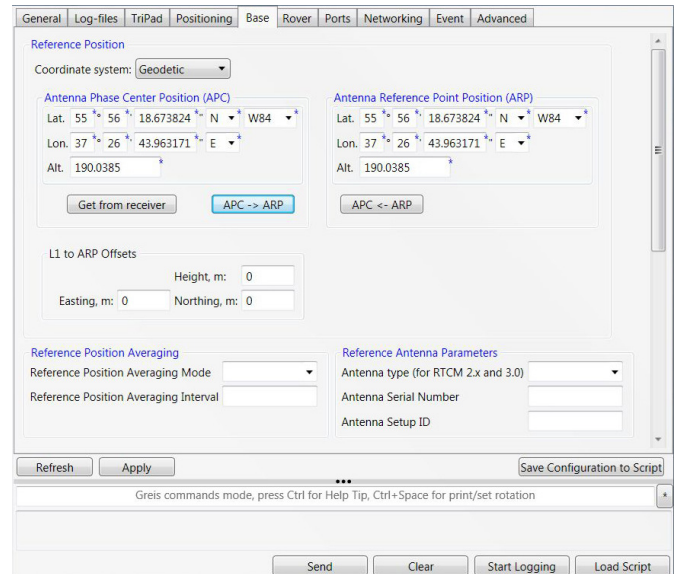 General Log-files TriPad Positioning Base Rover Ports Networking Event Advanced
Reference Position
Coordinate system: Geodetic
Antenna Phase Center Position (APC)
Lat. 55 *° 56 *' 18.673824 *" N * W84 *
Lon. 37 *° 26 *' 43.963171 *" E *
Alt. 190.0385 *
Get from receiver APC -> ARP
Antenna Reference Point Position (ARP)
Lat. 55 *° 56 *' 18.673824 *" N * W84 *
Lon. 37 *° 26 *' 43.963171 *" E *
Alt. 190.0385 *
APC <- ARP
L1 to ARP Offsets
Height, m: 0
Easting, m: 0 Northing, m: 0
Reference Position Averaging
Reference Position Averaging Mode
Reference Position Averaging Interval
Reference Antenna Parameters
Antenna type (for RTCM 2.x and 3.0)
Antenna Serial Number
Antenna Setup ID
Refresh Apply Save Configuration to Script
Greis commands mode, press Ctrl for Help Tip, Ctrl+Space for print/set rotation *
Send Clear Start Logging Load Script